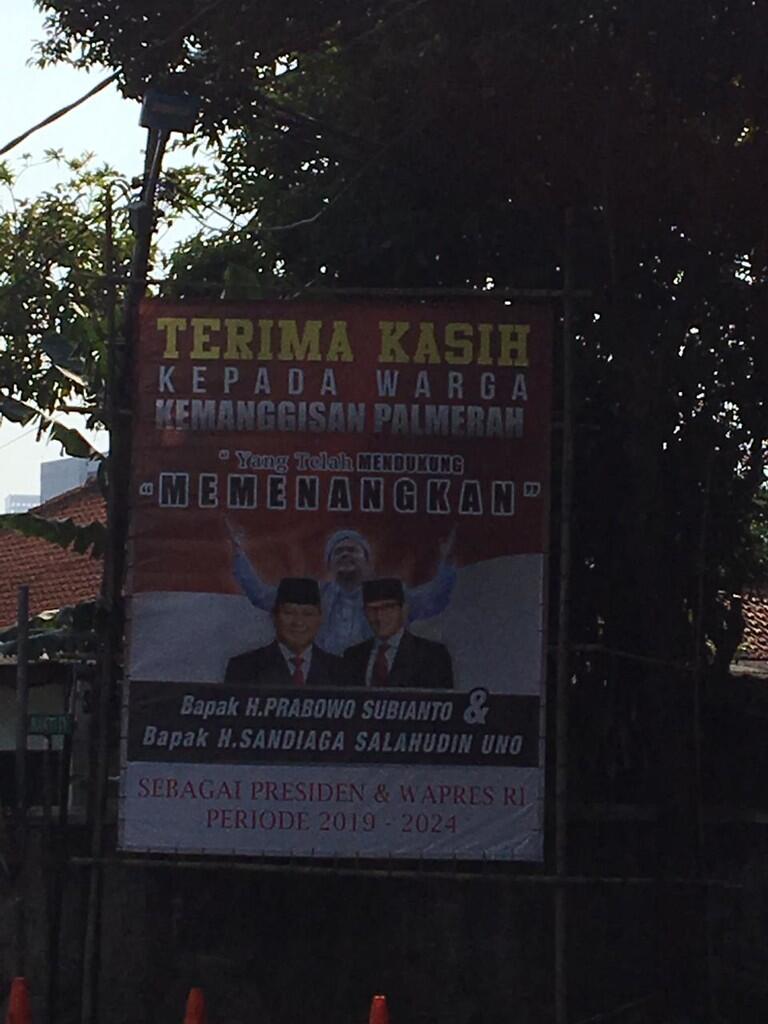 TERIMA KASIH
KEPADA WARGA
KEMANGGISAN PALMERAH
"Yang Telah MENDUKUNG
"MEMENANGKAN"
Bapak H.PRABOWO SUBIANTO &
Bapak H.SANDIAGA SALAHUDIN UNO
SEBAGAI PRESIDEN & WAPRES RI
PERIODE 2019 - 2024